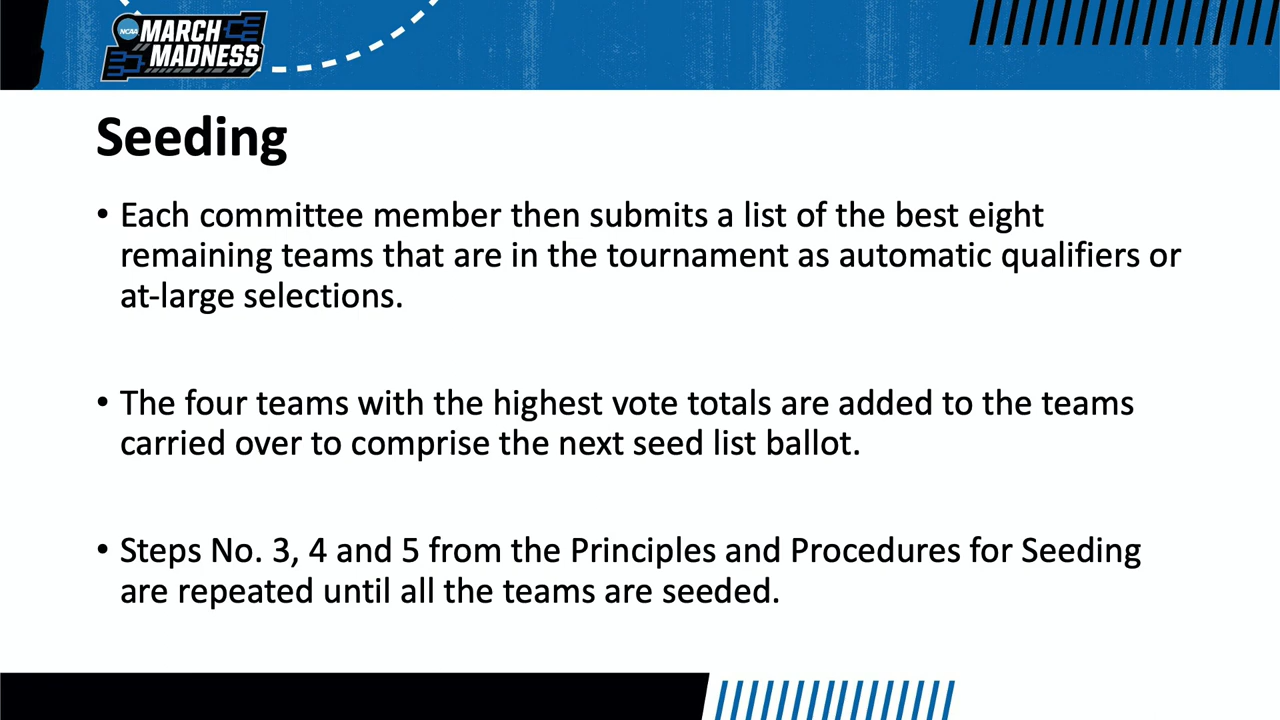 NCAA
MARCH
MADNESS
Seeding
• Each committee member then submits a list of the best eight
remaining teams that are in the tournament as automatic qualifiers or
at-large selections.
• The four teams with the highest vote totals are added to the teams
carried over to comprise the next seed list ballot.
• Steps No. 3, 4 and 5 from the Principles and Procedures for Seeding
are repeated until all the teams are seeded.